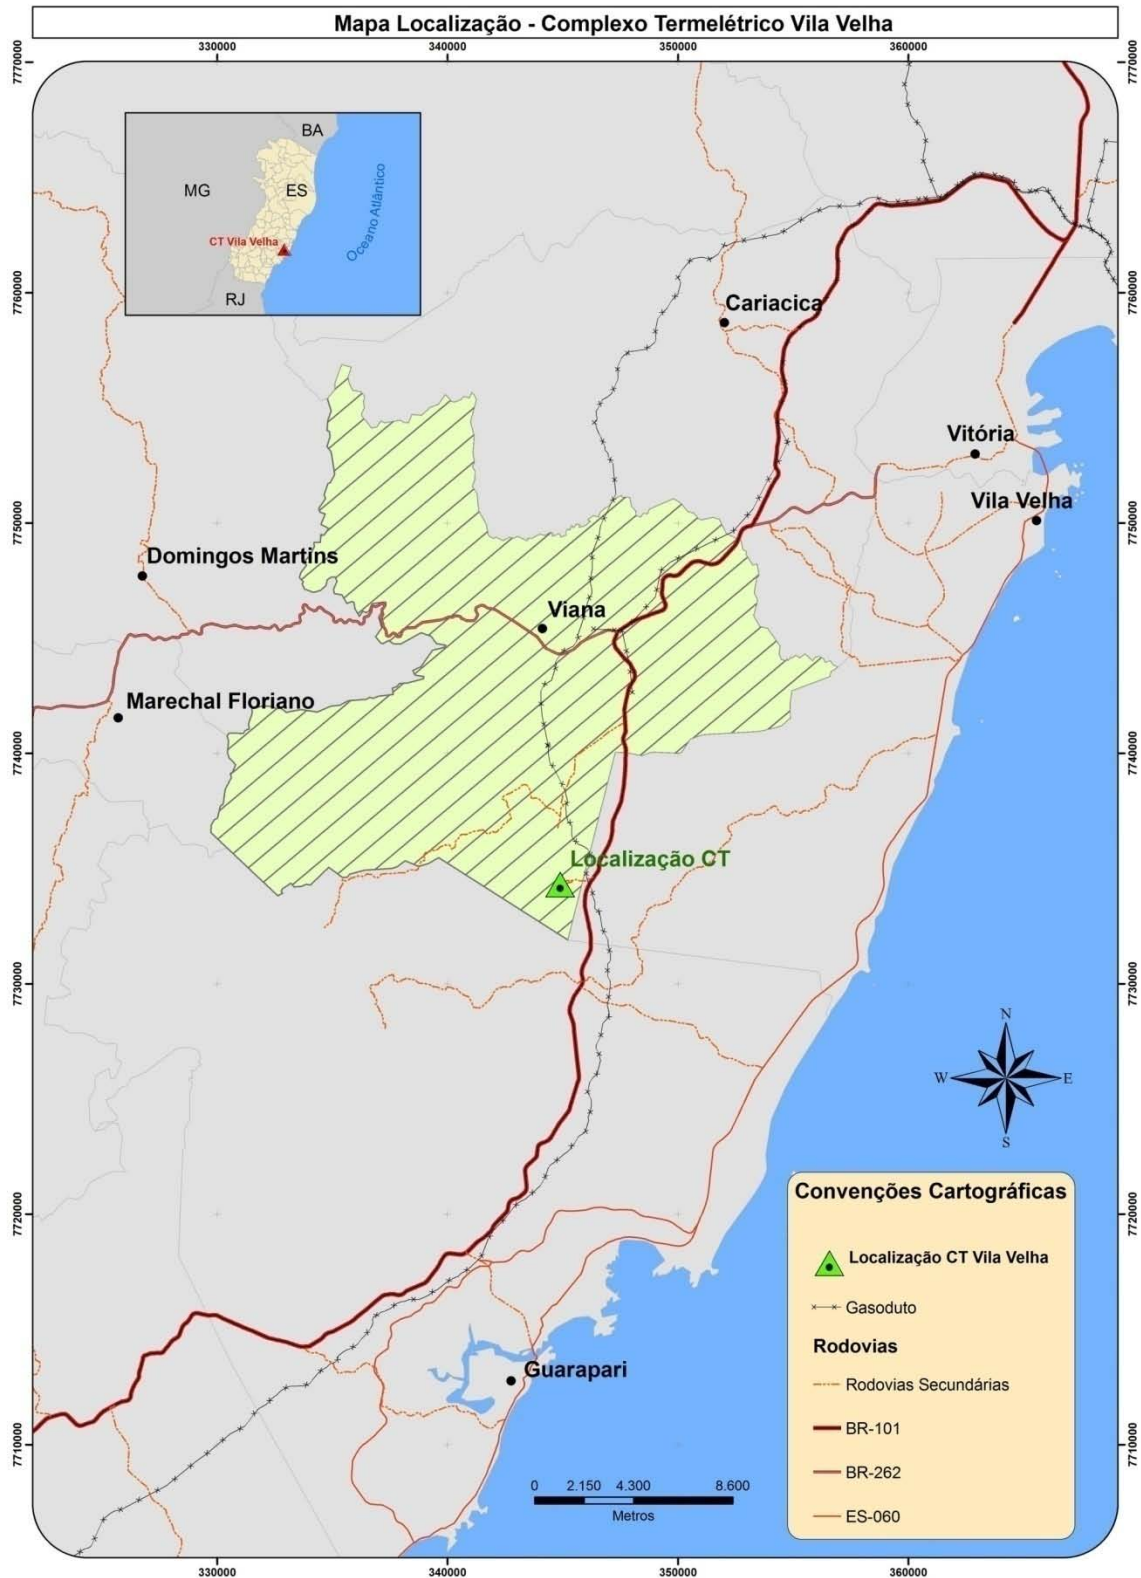 Mapa Localização - Complexo Termelétrico Vila Velha
330000
340000
350000
360000
7770000
7770000
BA
MG
ES
Oceano Atlântico
CT Vila Velha
RJ
7760000
7760000
Cariacica
Vitória
Vila Velha
7750000
7750000
Domingos Martins
Viana
Marechal Floriano
7740000
7740000
Localização CT
7730000
7730000
N
W
E
S
Convenções Cartográficas
7720000
7720000
Localização CT Vila Velha
Gasoduto
Rodovias
Guarapari
Rodovias Secundárias
BR-101
7710000
7710000
BR-262
0
2.150
4.300
8.600
Metros
ES-060
330000
340000
350000
360000